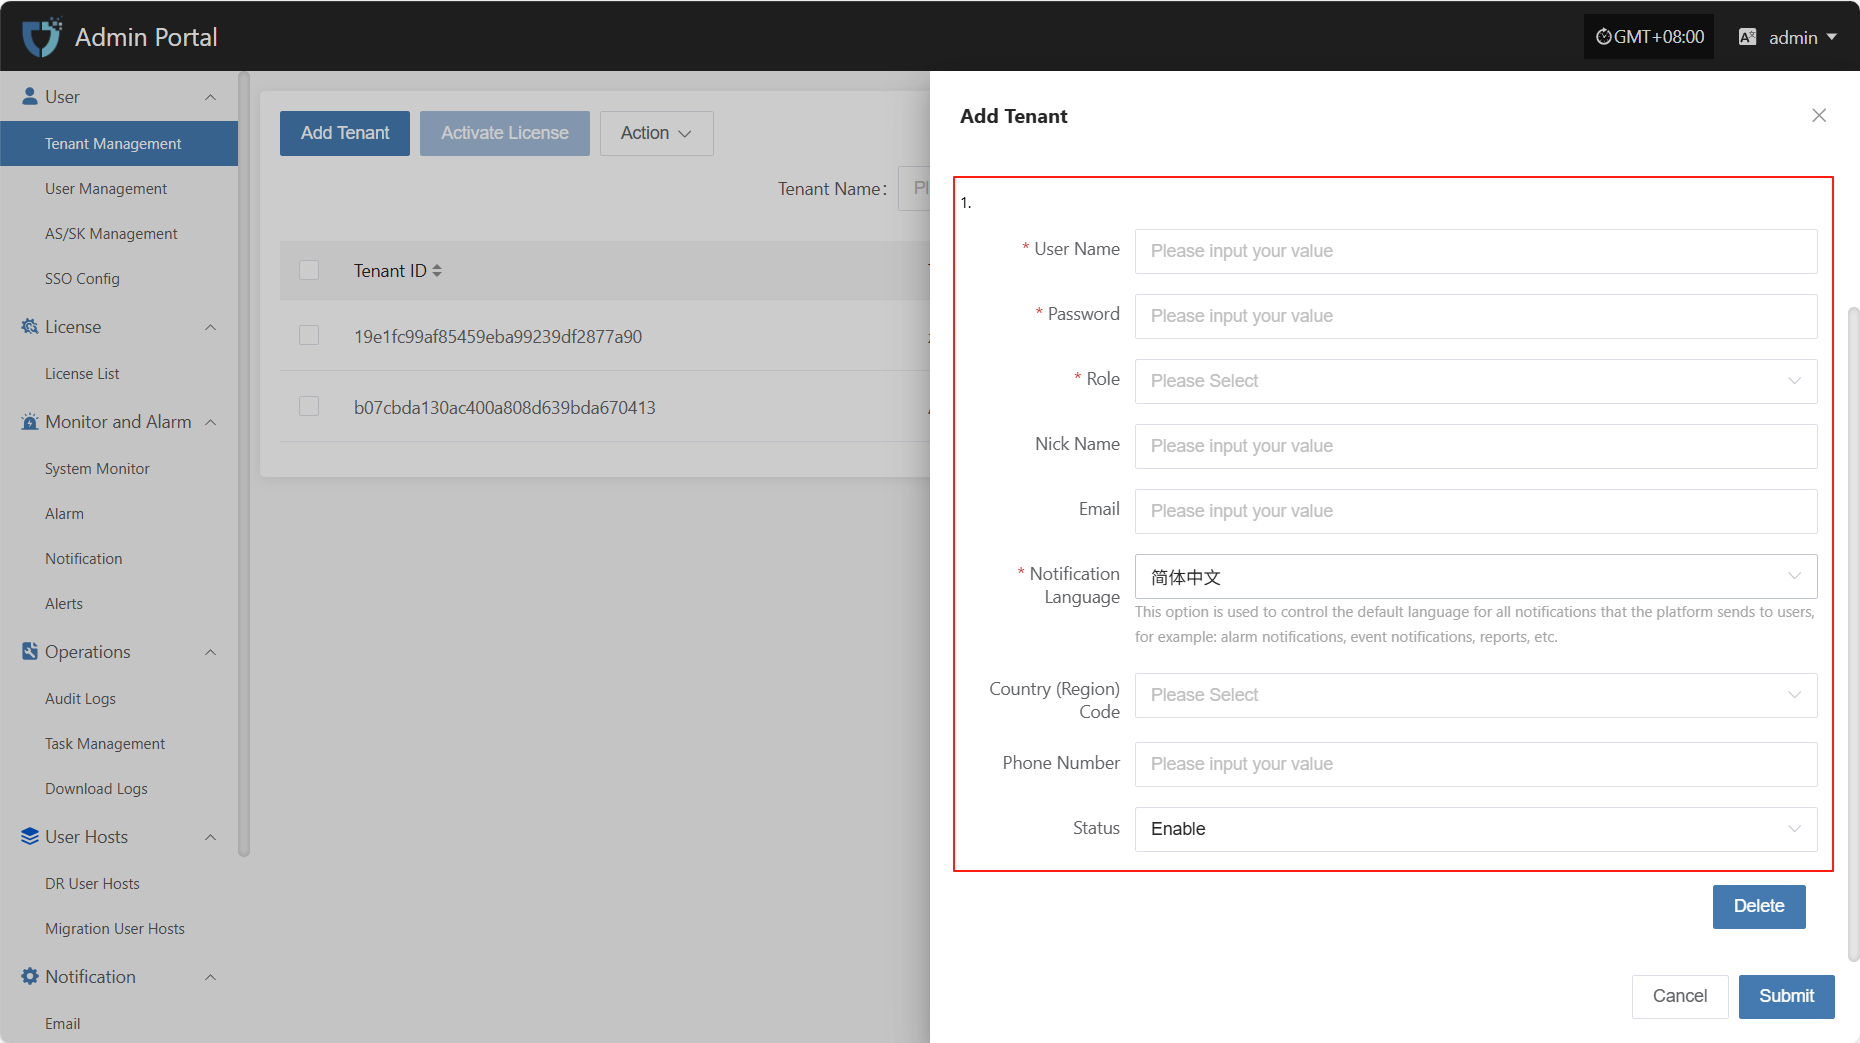 Admin Portal
GMT+08:00
admin
User
Tenant Management
User Management
AS/SK Management
SSO Config
License
License List
Monitor and Alarm
System Monitor
Alarm
Notification
Alerts
Operations
Audit Logs
Task Management
Download Logs
User Hosts
DR User Hosts
Migration User Hosts
Notification
Email
Add Tenant
Activate License
Action
Tenant Name:
Tenant ID
19e1fc99af85459eba99239df2877a90
b07cbda130ac400a808d639bda670413
Add Tenant
1.
* User Name
Please input your value
* Password
Please input your value
* Role
Please Select
Nick Name
Please input your value
Email
Please input your value
* Notification
Language
简体中文
This option is used to control the default language for all notifications that the platform sends to users,
for example: alarm notifications, event notifications, reports, etc.
Country (Region)
Code
Please Select
Phone Number
Please input your value
Status
Enable
Delete
Cancel
Submit